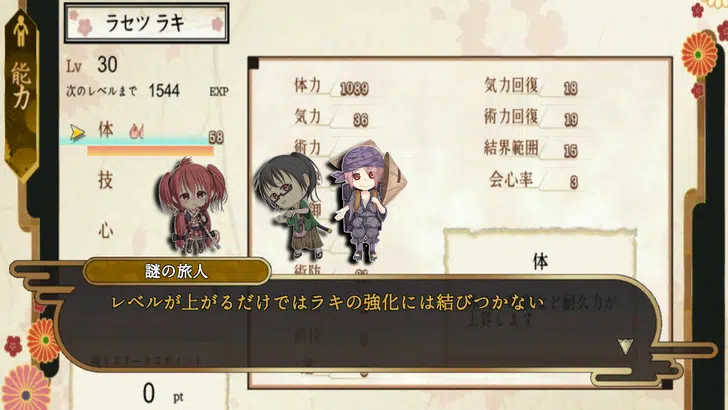 ラセツ ラキ
能力
Lv 30
次のレベルまで 1544 EXP
体 58
技
心
体力 1089
気力 36
術力
術防
気力回復 18
術力回復 19
結界範囲 15
会心率 3
体
耐久力が
上昇します
謎の旅人
レベルが上がるだけではラキの強化には結びつかない
0 pt